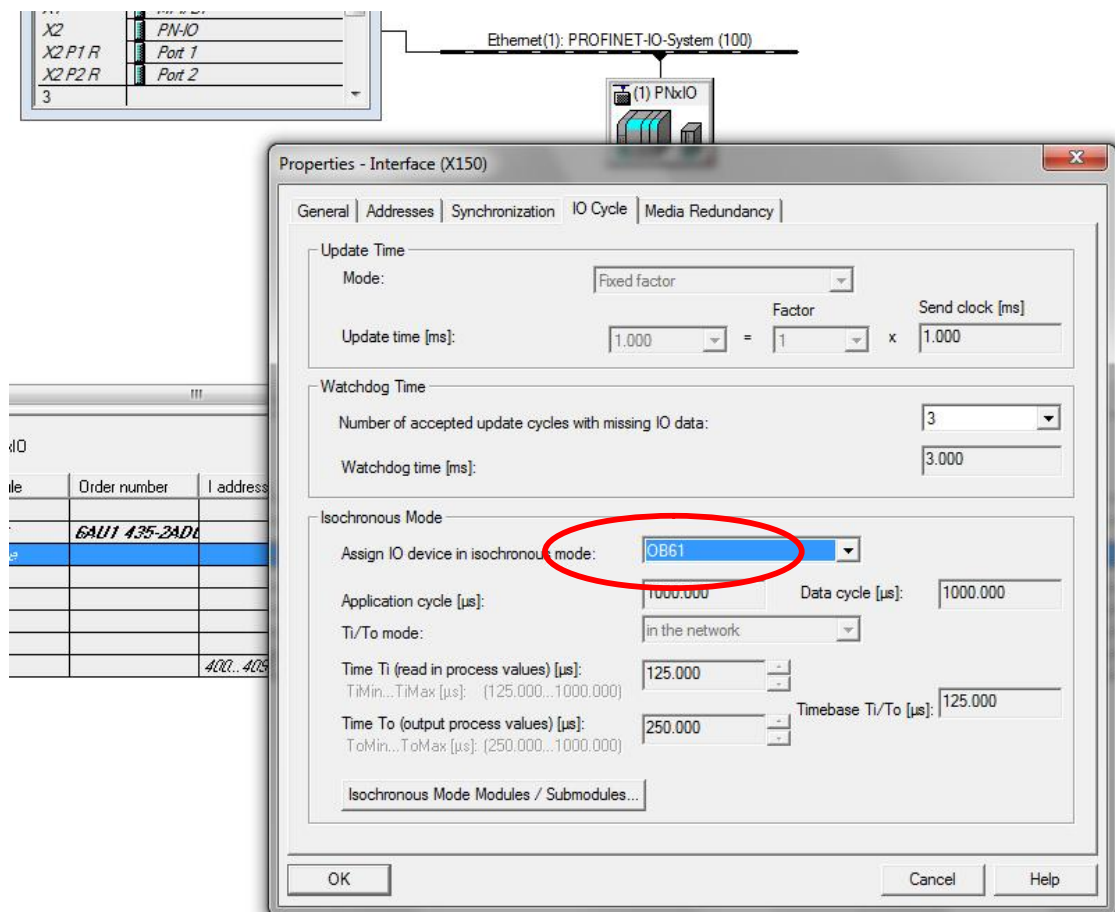 X2 PN-IO
X2 P1 R Port 1
X2 P2 R Port 2
3
Ethernet(1): PROFINET-IO-System (100)
(1) PNxIO
Properties - Interface (X150)
General Addresses Synchronization IO Cycle Media Redundancy
Update Time
Mode: Fixed factor
Factor Send clock [ms]
Update time [ms]: 1.000 = 1 x 1.000
Watchdog Time
Number of accepted update cycles with missing IO data: 3
Watchdog time [ms]: 3.000
Order number I address
6AU1 435-2AD
Isochronous Mode
Assign IO device in isochronous mode: OB61
Application cycle [µs]: 1000.000 Data cycle [µs]: 1000.000
Ti/To mode: in the network
400...409
Time Ti (read in process values) [µs]: 125.000
TiMin...TiMax [µs]: (125.000...1000.000)
Timebase Ti/To [µs]: 125.000
Time To (output process values) [µs]: 250.000
ToMin...ToMax [µs]: (250.000...1000.000)
Isochronous Mode Modules / Submodules...
OK Cancel Help